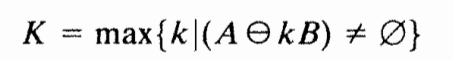 K = max{k|(A ⊖ kB) ≠ ∅}